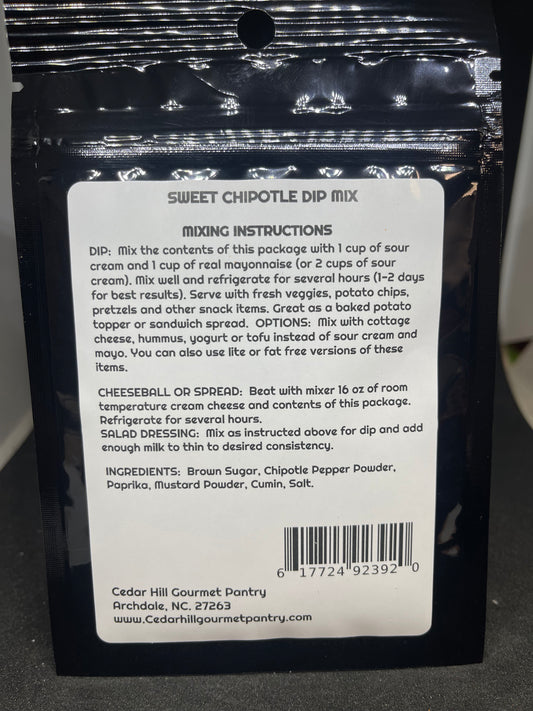 SWEET CHIPOTLE DIP MIX
MIXING INSTRUCTIONS
DIP: Mix the contents of this package with 1 cup of sour
cream and 1 cup of real mayonnaise (or 2 cups of sour
cream). Mix well and refrigerate for several hours (1-2 days
for best results). Serve with fresh veggies, potato chips,
pretzels and other snack items. Great as a baked potato
topper or sandwich spread. OPTIONS: Mix with cottage
cheese, hummus, yogurt or tofu instead of sour cream and
mayo. You can also use lite or fat free versions of these
items.
CHEESEBALL OR SPREAD: Beat with mixer 16 oz of room
temperature cream cheese and contents of this package.
Refrigerate for several hours.
SALAD DRESSING: Mix as instructed above for dip and add
enough milk to thin to desired consistency.
INGREDIENTS: Brown Sugar, Chipotle Pepper Powder,
Paprika, Mustard Powder, Cumin, Salt.
6 17724 92392 0
Cedar Hill Gourmet Pantry
Archdale, NC. 27263
www.Cedarhillgourmetpantry.com